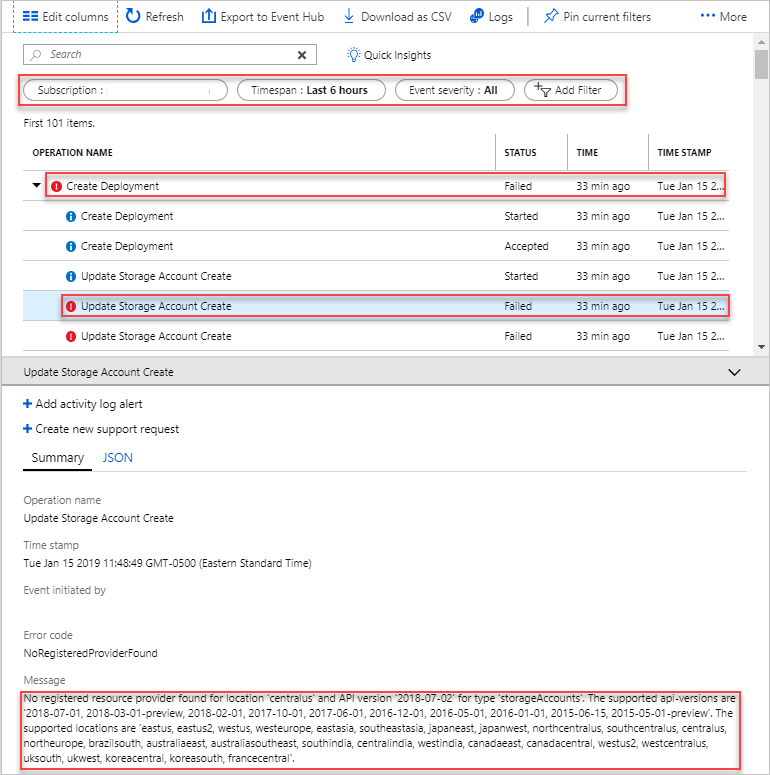 Edit columns Refresh Export to Event Hub Download as CSV Logs Pin current filters ··· More
Search Quick Insights
Subscription : Timespan : Last 6 hours Event severity : All Add Filter
First 101 items.
OPERATION NAME STATUS TIME TIME STAMP
Create Deployment Failed 33 min ago Tue Jan 15 2...
Create Deployment Started 33 min ago Tue Jan 15 2...
Create Deployment Accepted 33 min ago Tue Jan 15 2...
Update Storage Account Create Started 33 min ago Tue Jan 15 2...
Update Storage Account Create Failed 33 min ago Tue Jan 15 2...
Update Storage Account Create Failed 33 min ago Tue Jan 15 2...
Update Storage Account Create
+ Add activity log alert
+ Create new support request
Summary JSON
Operation name
Update Storage Account Create
Time stamp
Tue Jan 15 2019 11:48:49 GMT-0500 (Eastern Standard Time)
Event initiated by
Error code
NoRegisteredProviderFound
Message
No registered resource provider found for location 'centralus' and API version '2018-07-02' for type 'storageAccounts'. The supported api-versions are
'2018-07-01, 2018-03-01-preview, 2018-02-01, 2017-10-01, 2017-06-01, 2016-12-01, 2016-05-01, 2016-01-01, 2015-06-15, 2015-05-01-preview'. The
supported locations are 'eastus, eastus2, westus, westeurope, eastasia, southeastasia, japaneast, japanwest, northcentralus, southcentralus, centralus,
northeurope, brazilsouth, australiaeast, australiasoutheast, southindia, centralindia, westindia, canadaeast, canadacentral, westus2, westcentralus,
uksouth, ukwest, koreacentral, koreasouth, francecentral'.